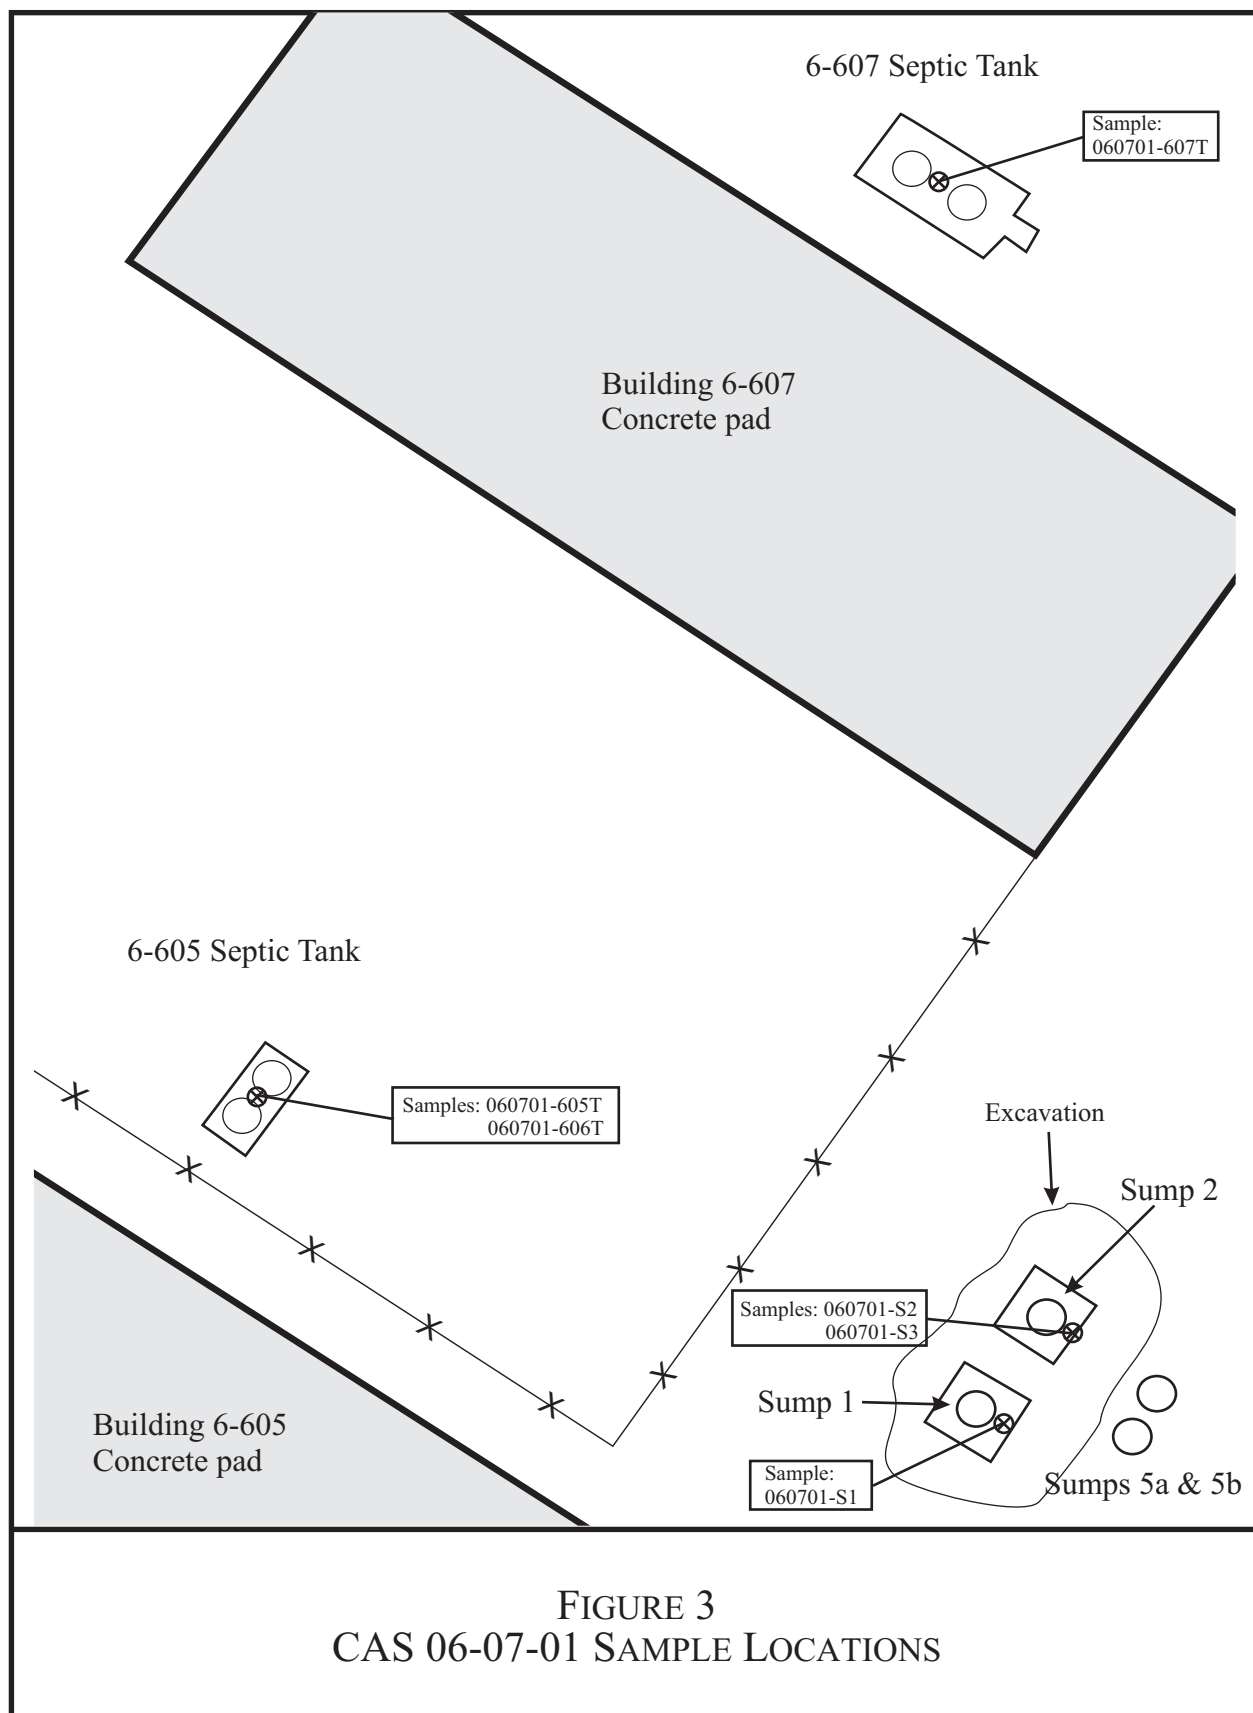 6-607 Septic Tank
Sample:
060701-607T
Building 6-607
Concrete pad
6-605 Septic Tank
Samples: 060701-605T
060701-606T
Excavation
Sump 2
Samples: 060701-S2
060701-S3
Sump 1
Building 6-605
Concrete pad
Sample:
060701-S1
Sumps 5a & 5b
FIGURE 3
CAS 06-07-01 SAMPLE LOCATIONS